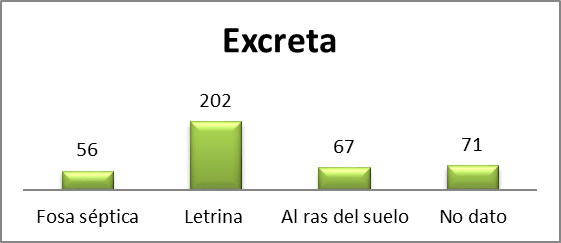 Excreta
56
202
67
71
Fosa séptica
Letrina
Al ras del suelo
No dato